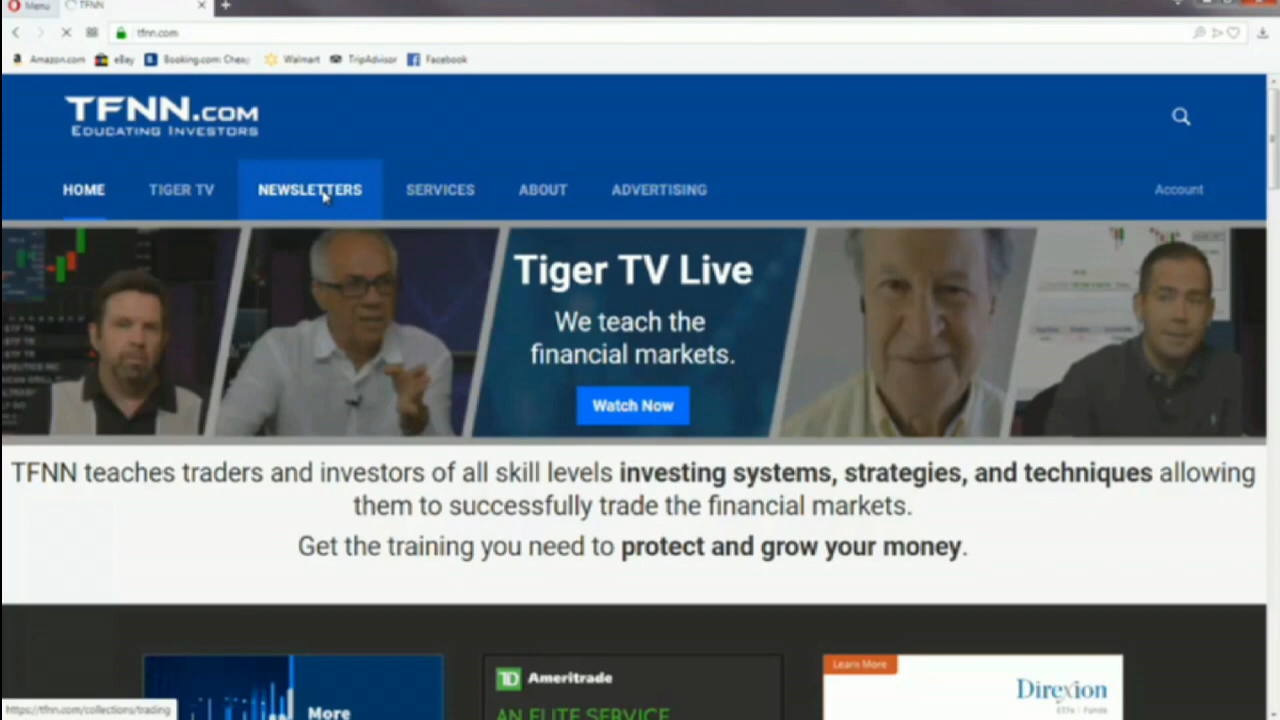 Menu TFNN
tfnn.com
Amazon.com eBay Booking.com: Cheap Walmart TripAdvisor Facebook
TFNN.COM
EDUCATING INVESTORS
HOME TIGER TV NEWSLETTERS SERVICES ABOUT ADVERTISING Account
Tiger TV Live
We teach the
financial markets.
Watch Now
TFNN teaches traders and investors of all skill levels investing systems, strategies, and techniques allowing
them to successfully trade the financial markets.
Get the training you need to protect and grow your money.
More
TD Ameritrade
AN ELITE SERVICE
Learn More
Direxion
ETFs Funds
https://tfnn.com/collections/trading